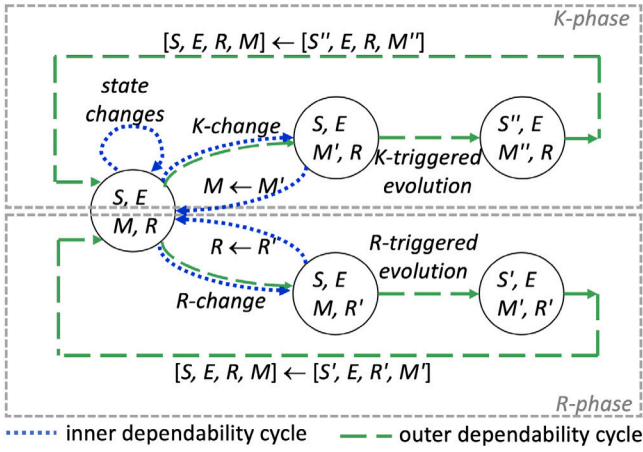 K-phase
[S, E, R, M] ← [S'', E, R, M'']
state
changes
K-change
S, E
M', R
S'', E
M'', R
K-triggered
evolution
M ← M'
S, E
M, R
R ← R'
R-triggered
evolution
R-change
S, E
M, R'
S', E
M', R'
[S, E, R, M] ← [S', E, R', M']
R-phase
inner dependability cycle
outer dependability cycle